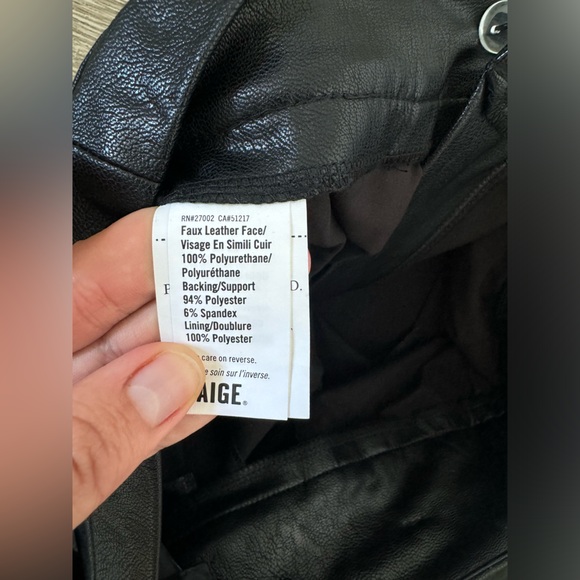 RN#27002 CA#51217
Faux Leather Face/
Visage En Simili Cuir
100% Polyurethane/
Polyuréthane
Backing/Support
94% Polyester
6% Spandex
Lining/Doublure
100% Polyester
care on reverse.
soin sur l'inverse.
AIGE®